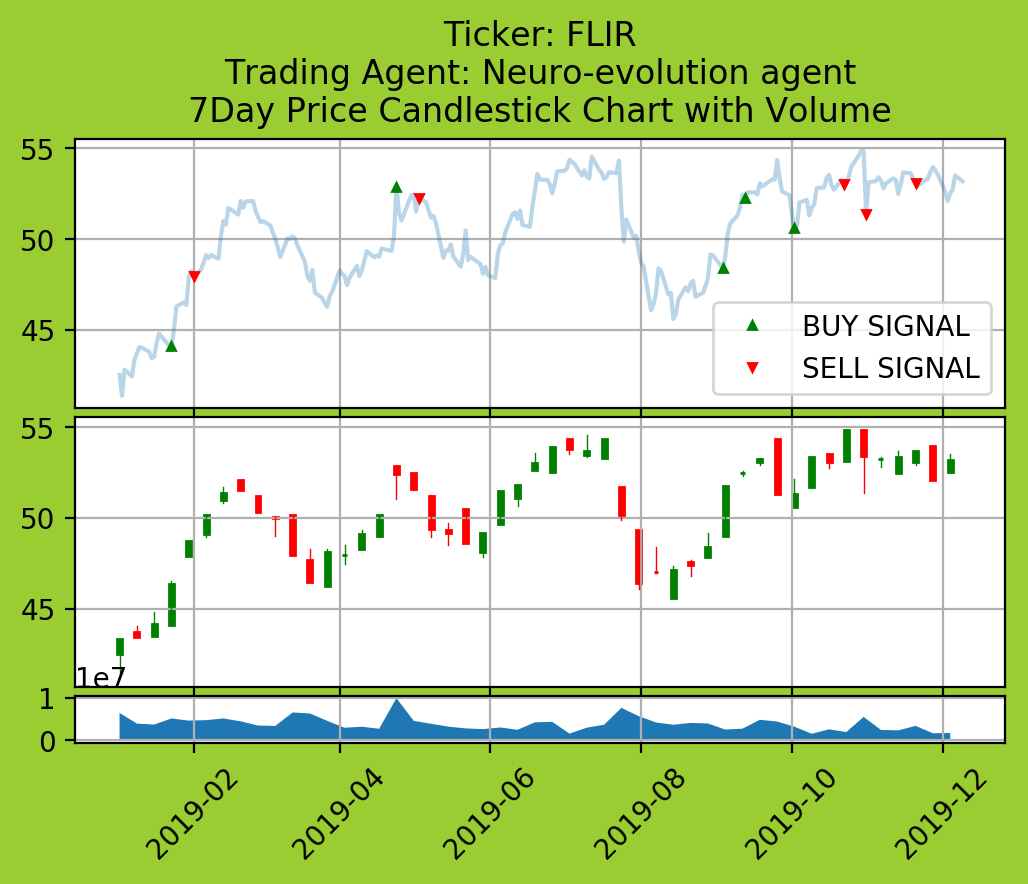 Ticker: FLIR
Trading Agent: Neuro-evolution agent
7Day Price Candlestick Chart with Volume
55
50
45
BUY SIGNAL
SELL SIGNAL
55
50
45
1e7
1
0
2019-02
2019-04
2019-06
2019-08
2019-10
2019-12